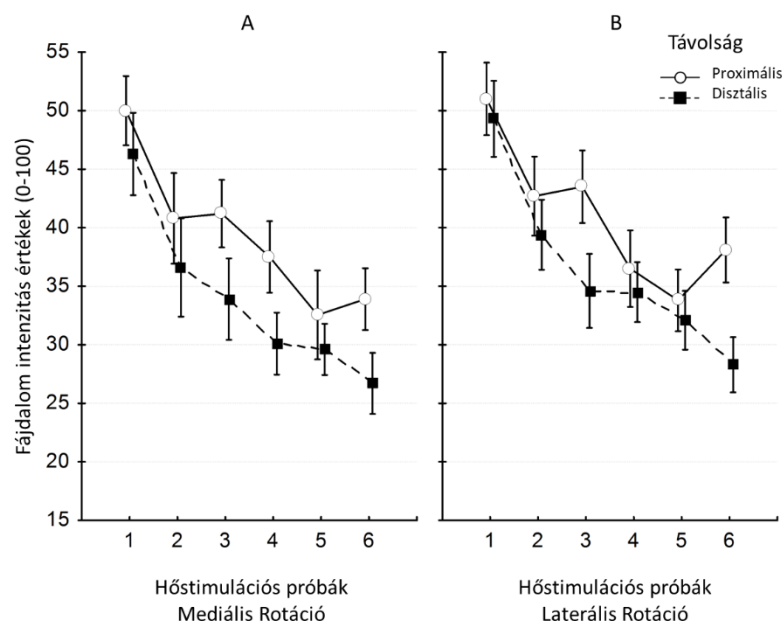 A
B
Távolság
Proximális
Disztális
Fájdalom intenzitás értékek (0-100)
55
50
45
40
35
30
25
20
15
1 2 3 4 5 6
1 2 3 4 5 6
Hőstimulációs próbák
Mediális Rotáció
Hőstimulációs próbák
Laterális Rotáció